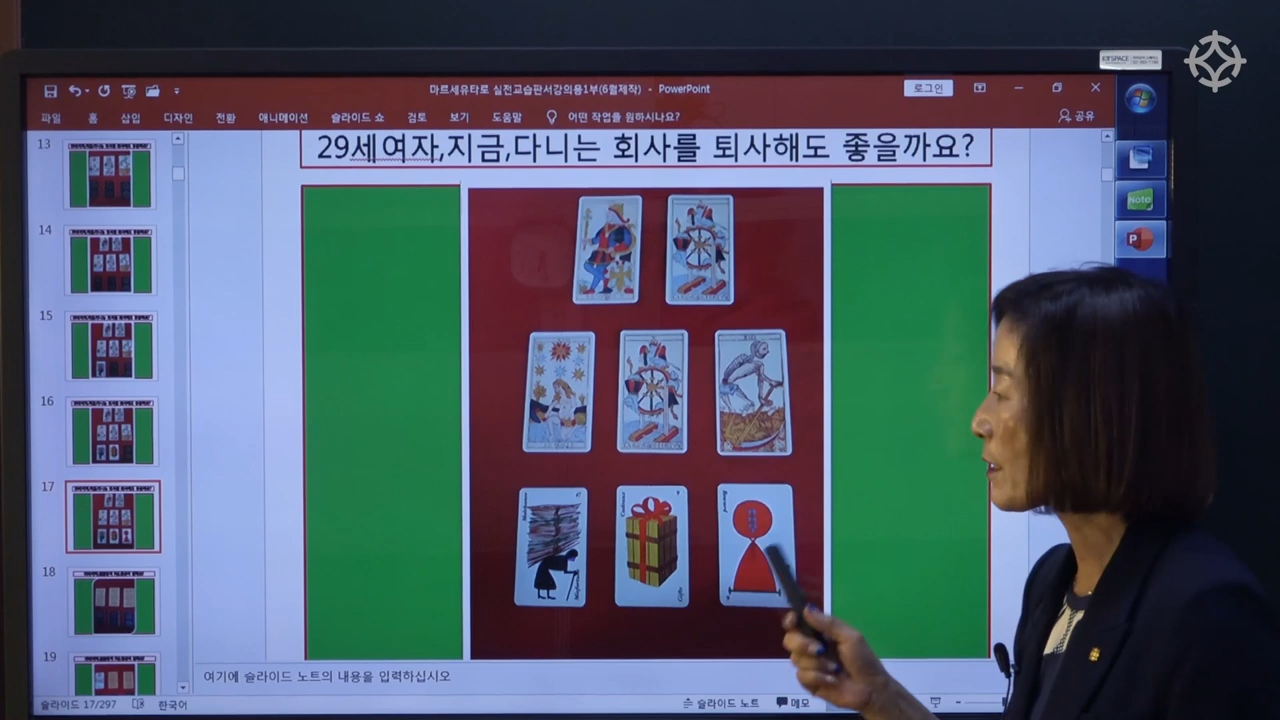 마르세유타로 실전교습판서강의용1부(6월제작) - PowerPoint
로그인
파일 홈 삽입 디자인 전환 애니메이션 슬라이드 쇼 검토 보기 도움말 어떤 작업을 원하시나요? 공유
29세여자,지금,다니는 회사를 퇴사해도 좋을까요?
13
14
15
16
17
18
19
Note
P
XIII
Gifts
여기에 슬라이드 노트의 내용을 입력하십시오
슬라이드 17/297 한국어 슬라이드 노트 메모